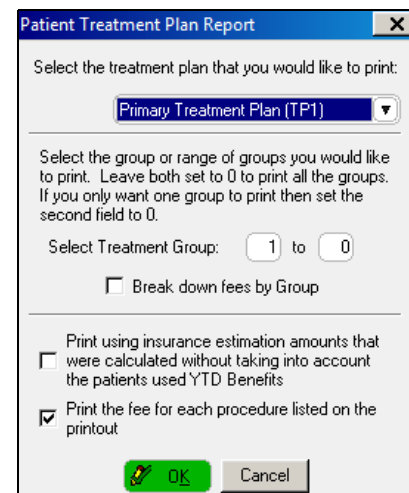 Patient Treatment Plan Report
Select the treatment plan that you would like to print:
Primary Treatment Plan (TP1)
Select the group or range of groups you would like
to print. Leave both set to 0 to print all the groups.
If you only want one group to print then set the
second field to 0.
Select Treatment Group: 1 to 0
Break down fees by Group
Print using insurance estimation amounts that
were calculated without taking into account
the patients used YTD Benefits
Print the fee for each procedure listed on the
printout
OK Cancel